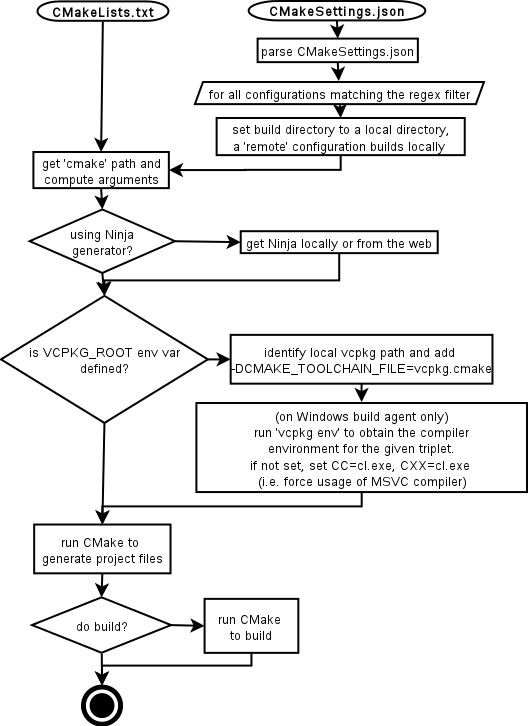 CMakeLists.txt
CMakeSettings.json
parse CMakeSettings.json
for all configurations matching the regex filter
set build directory to a local directory,
a 'remote' configuration builds locally
get 'cmake' path and
compute arguments
using Ninja
generator?
get Ninja locally or from the web
is VCPKG_ROOT env var
defined?
identify local vcpkg path and add
-DCMAKE_TOOLCHAIN_FILE=vcpkg.cmake
(on Windows build agent only)
run 'vcpkg env' to obtain the compiler
environment for the given triplet.
if not set, set CC=cl.exe, CXX=cl.exe
(i.e. force usage of MSVC compiler)
run CMake to
generate project files
do build?
run CMake
to build